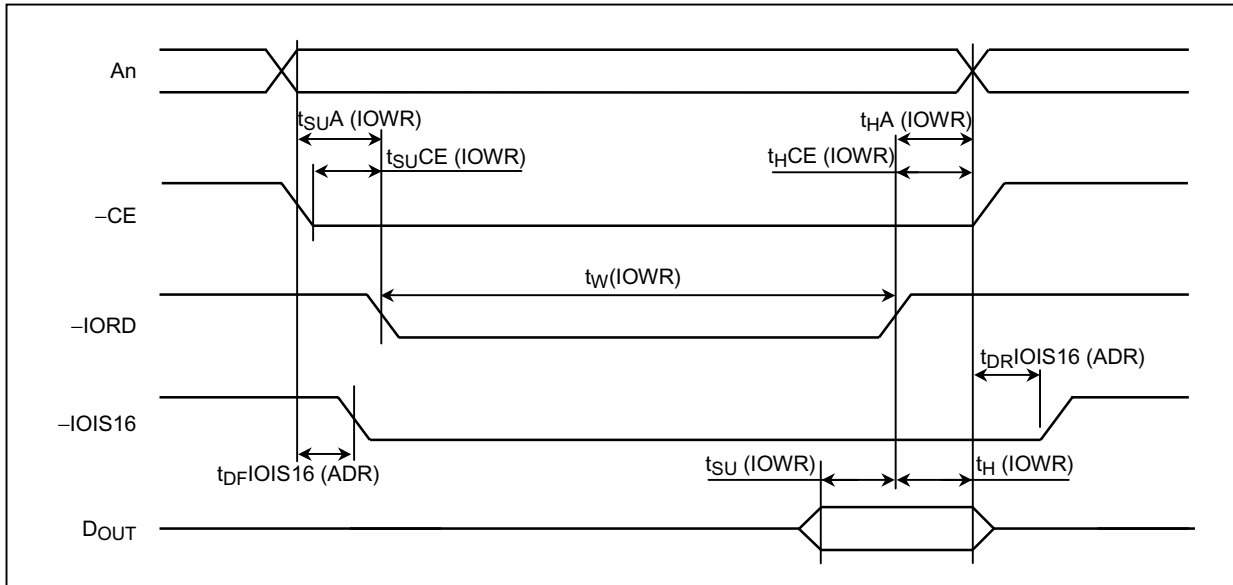 An
tSUA (IOWR)
tHA (IOWR)
tSUCE (IOWR)
tHCE (IOWR)
–CE
tW(IOWR)
–IORD
tDRIOIS16 (ADR)
–IOIS16
tDFIOIS16 (ADR)
tSU (IOWR)
tH (IOWR)
DOUT